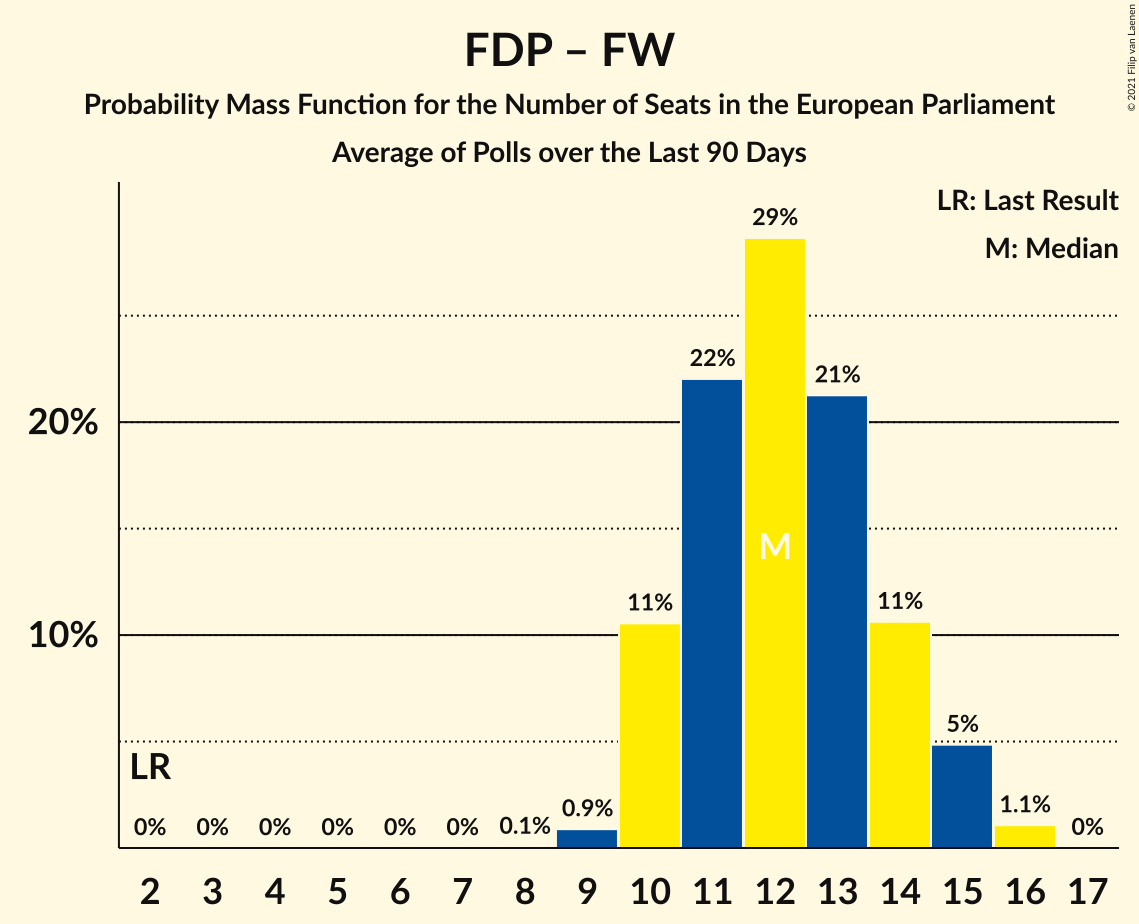 FDP – FW
Probability Mass Function for the Number of Seats in the European Parliament
Average of Polls over the Last 90 Days
© 2021 Filip van Laenen
LR: Last Result
M: Median
29%
22%
21%
20%
M
11%
11%
10%
5%
LR
0%
0%
0%
0%
0%
0%
0.1%
0.9%
1.1%
0%
2 3 4 5 6 7 8 9 10 11 12 13 14 15 16 17